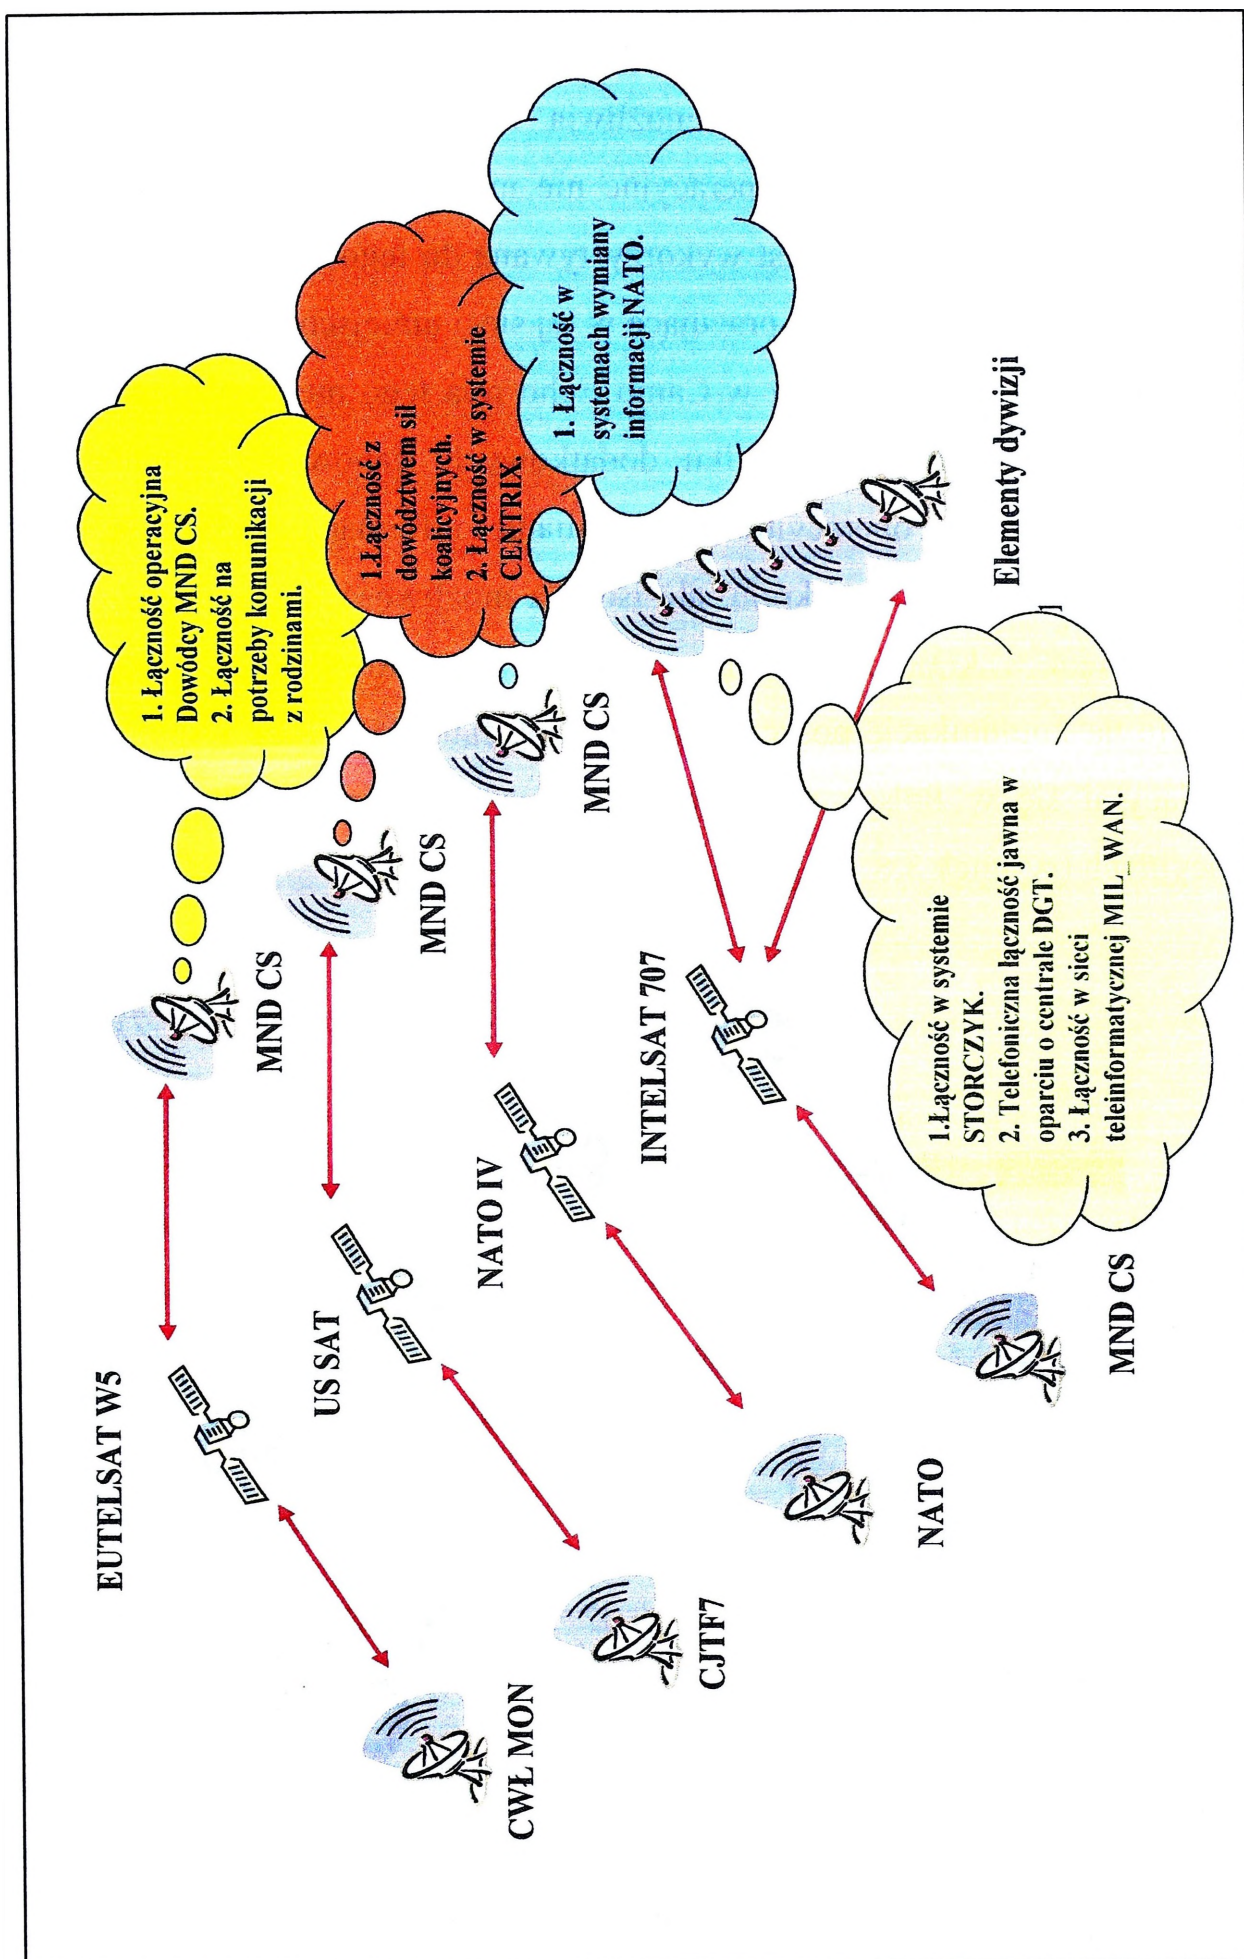 EUTELSAT W5
MND CS
1. Łączność operacyjna
Dowódcy MND CS.
2. Łączność na
potrzeby komunikacji
z rodzinami.
CWŁ MON
US SAT
MND CS
1.Łączność z
dowództwem sił
koalicyjnych.
2. Łączność w systemie
CENTRIX.
CJTF7
NATO IV
MND CS
1. Łączność w
systemach wymiany
informacji NATO.
NATO
INTELSAT 707
Elementy dywizji
MND CS
1.Łączność w systemie
STORCZYK.
2. Telefoniczna łączność jawna w
oparciu o centrale DGT.
3. Łączność w sieci
teleinformatycznej MIL_WAN.